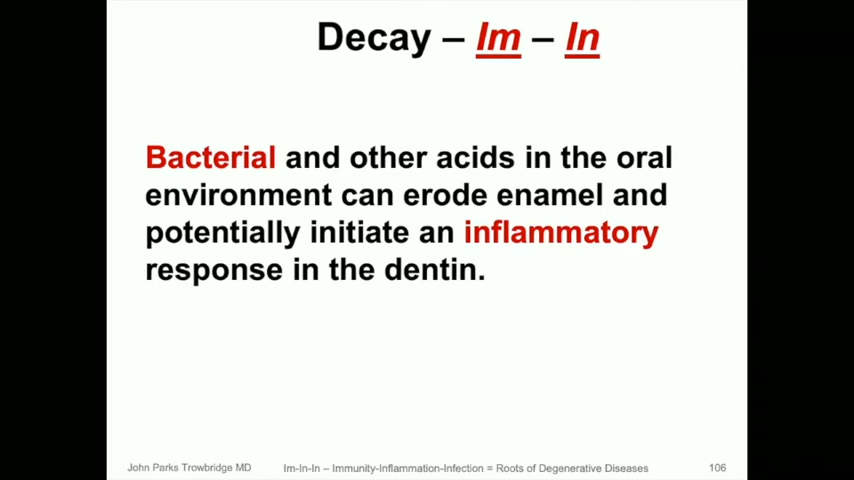 Decay – Im – In
Bacterial and other acids in the oral
environment can erode enamel and
potentially initiate an inflammatory
response in the dentin.
John Parks Trowbridge MD Im-In-In – Immunity-Inflammation-Infection = Roots of Degenerative Diseases 106